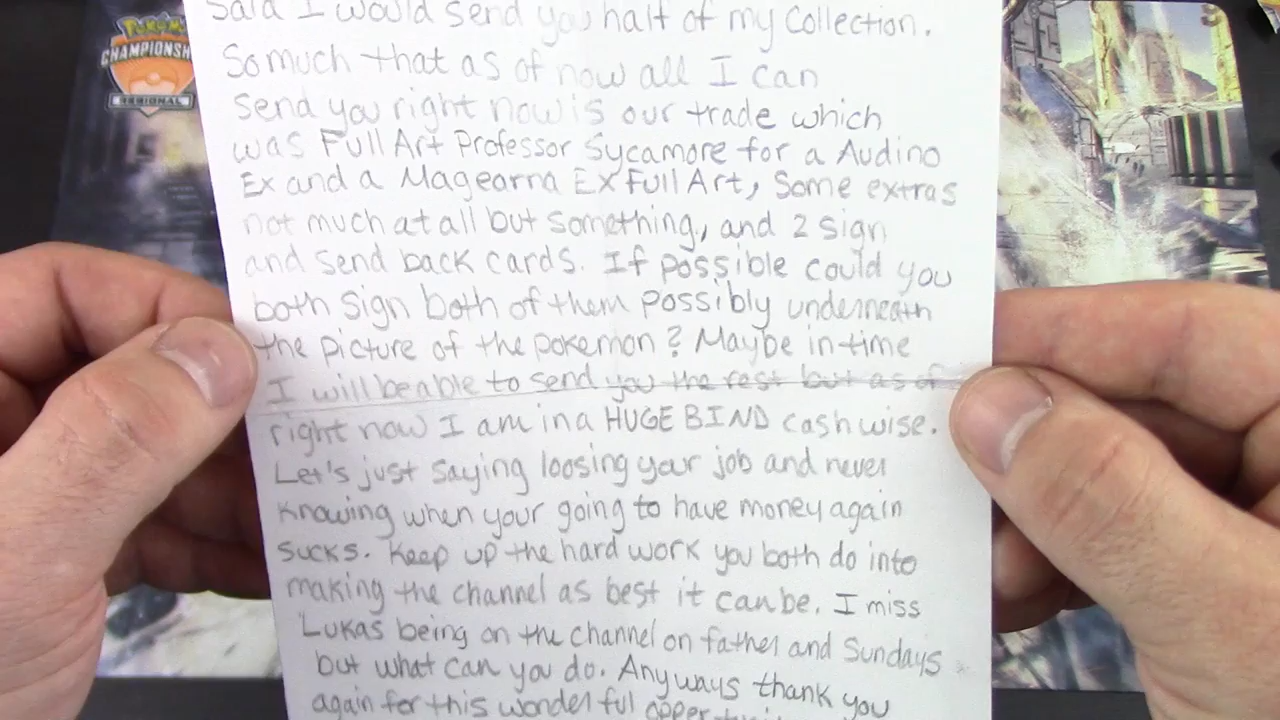 Said I would send you half of my Collection.
So much that as of now all I can
send you right now is our trade which
was Full Art Professor Sycamore for a Audino
Ex and a Magearna EX Full Art, Some extras
not much at all but something, and 2 sign
and send back cards. If possible could you
both sign both of them possibly underneath
the picture of the pokemon? Maybe in time
I will be able to send you the rest but as of
right now I am in a HUGE BIND cash wise.
Let's just saying loosing your job and never
knowing when your going to have money again
sucks. Keep up the hard work you both do into
making the channel as best it can be. I miss
Lukas being on the channel on father and Sundays
but what can you do. Anyways thank you
again for this wonderful
POKÉMON
CHAMPIONSHIPS
REGIONAL